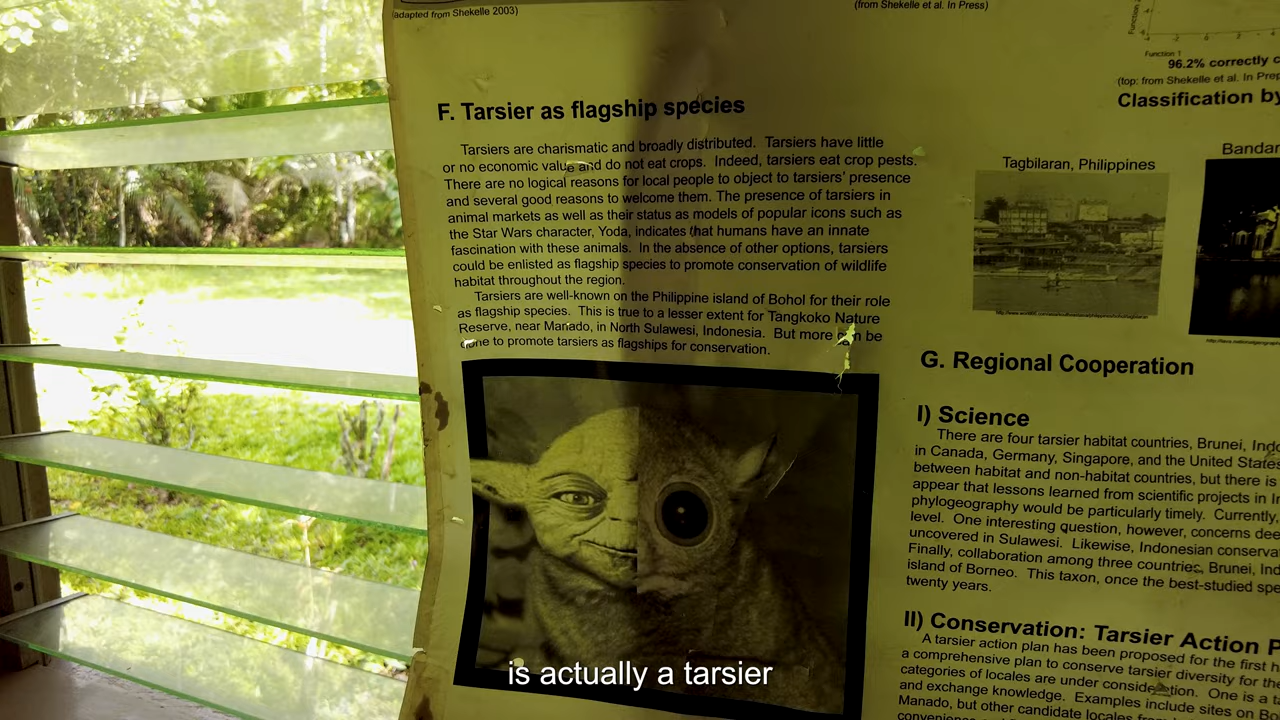 (adapted from Shekelle 2003)
(from Shekelle et al. In Press)
Function 1
96.2% correctly c
(top: from Shekelle et al. In Prep
Classification by
F. Tarsier as flagship species
Tarsiers are charismatic and broadly distributed. Tarsiers have little
or no economic value and do not eat crops. Indeed, tarsiers eat crop pests.
There are no logical reasons for local people to object to tarsiers' presence
and several good reasons to welcome them. The presence of tarsiers in
animal markets as well as their status as models of popular icons such as
the Star Wars character, Yoda, indicates that humans have an innate
fascination with these animals. In the absence of other options, tarsiers
could be enlisted as flagship species to promote conservation of wildlife
habitat throughout the region.
Tarsiers are well-known on the Philippine island of Bohol for their role
as flagship species. This is true to a lesser extent for Tangkoko Nature
Reserve, near Manado, in North Sulawesi, Indonesia. But more can be
done to promote tarsiers as flagships for conservation.
Tagbilaran, Philippines
Bandar
G. Regional Cooperation
I) Science
There are four tarsier habitat countries, Brunei, Indo
in Canada, Germany, Singapore, and the United States
between habitat and non-habitat countries, but there is
appear that lessons learned from scientific projects in In
phylogeography would be particularly timely. Currently,
level. One interesting question, however, concerns dee
uncovered in Sulawesi. Likewise, Indonesian conserva
Finally, collaboration among three countries, Brunei, Ind
island of Borneo. This taxon, once the best-studied spe
twenty years.
II) Conservation: Tarsier Action P
A tarsier action plan has been proposed for the first h
a comprehensive plan to conserve tarsier diversity for the
categories of locales are under consideration. One is a t
and exchange knowledge. Examples include sites on Bo
Manado, but other candidate locales from
is actually a tarsier